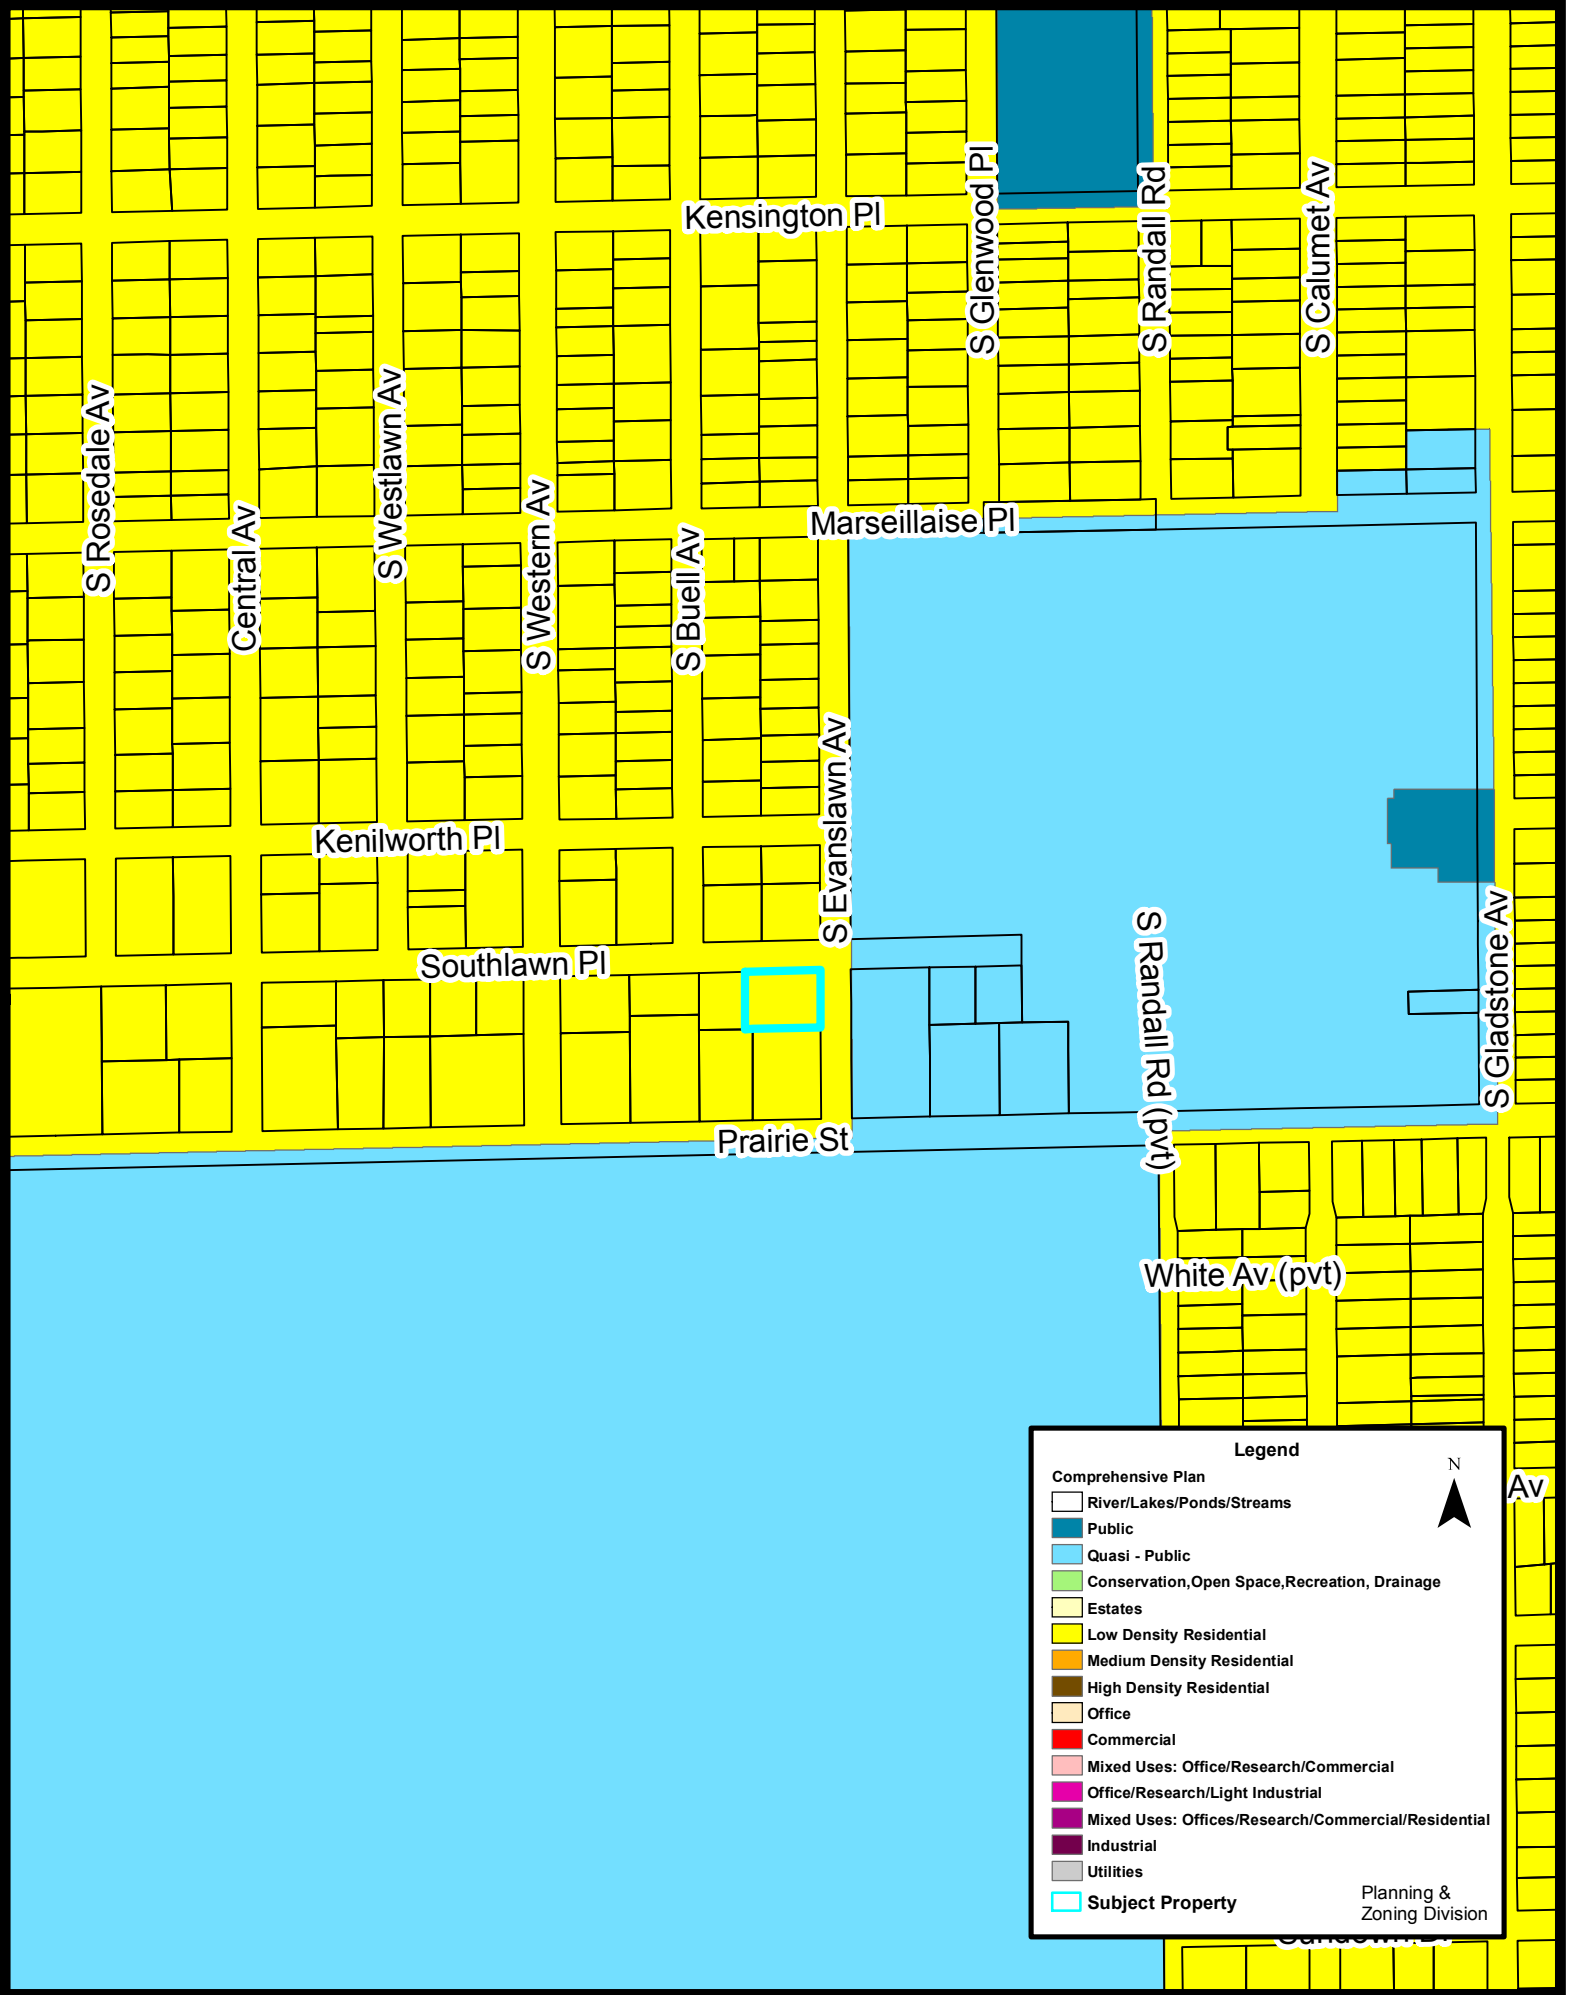 Kensington Pl
S Glenwood Pl
S Randall Rd
S Calumet Av
S Rosedale Av
S Westlawn Av
Central Av
S Western Av
S Buell Av
Marseillaise Pl
S Evanslawn Av
Kenilworth Pl
Southlawn Pl
S Randall Rd (pvt)
S Gladstone Av
Prairie St
White Av (pvt)
Av
Legend
N
Comprehensive Plan
River/Lakes/Ponds/Streams
Public
Quasi - Public
Conservation,Open Space,Recreation, Drainage
Estates
Low Density Residential
Medium Density Residential
High Density Residential
Office
Commercial
Mixed Uses: Office/Research/Commercial
Office/Research/Light Industrial
Mixed Uses: Offices/Research/Commercial/Residential
Industrial
Utilities
Subject Property
Planning &
Zoning Division